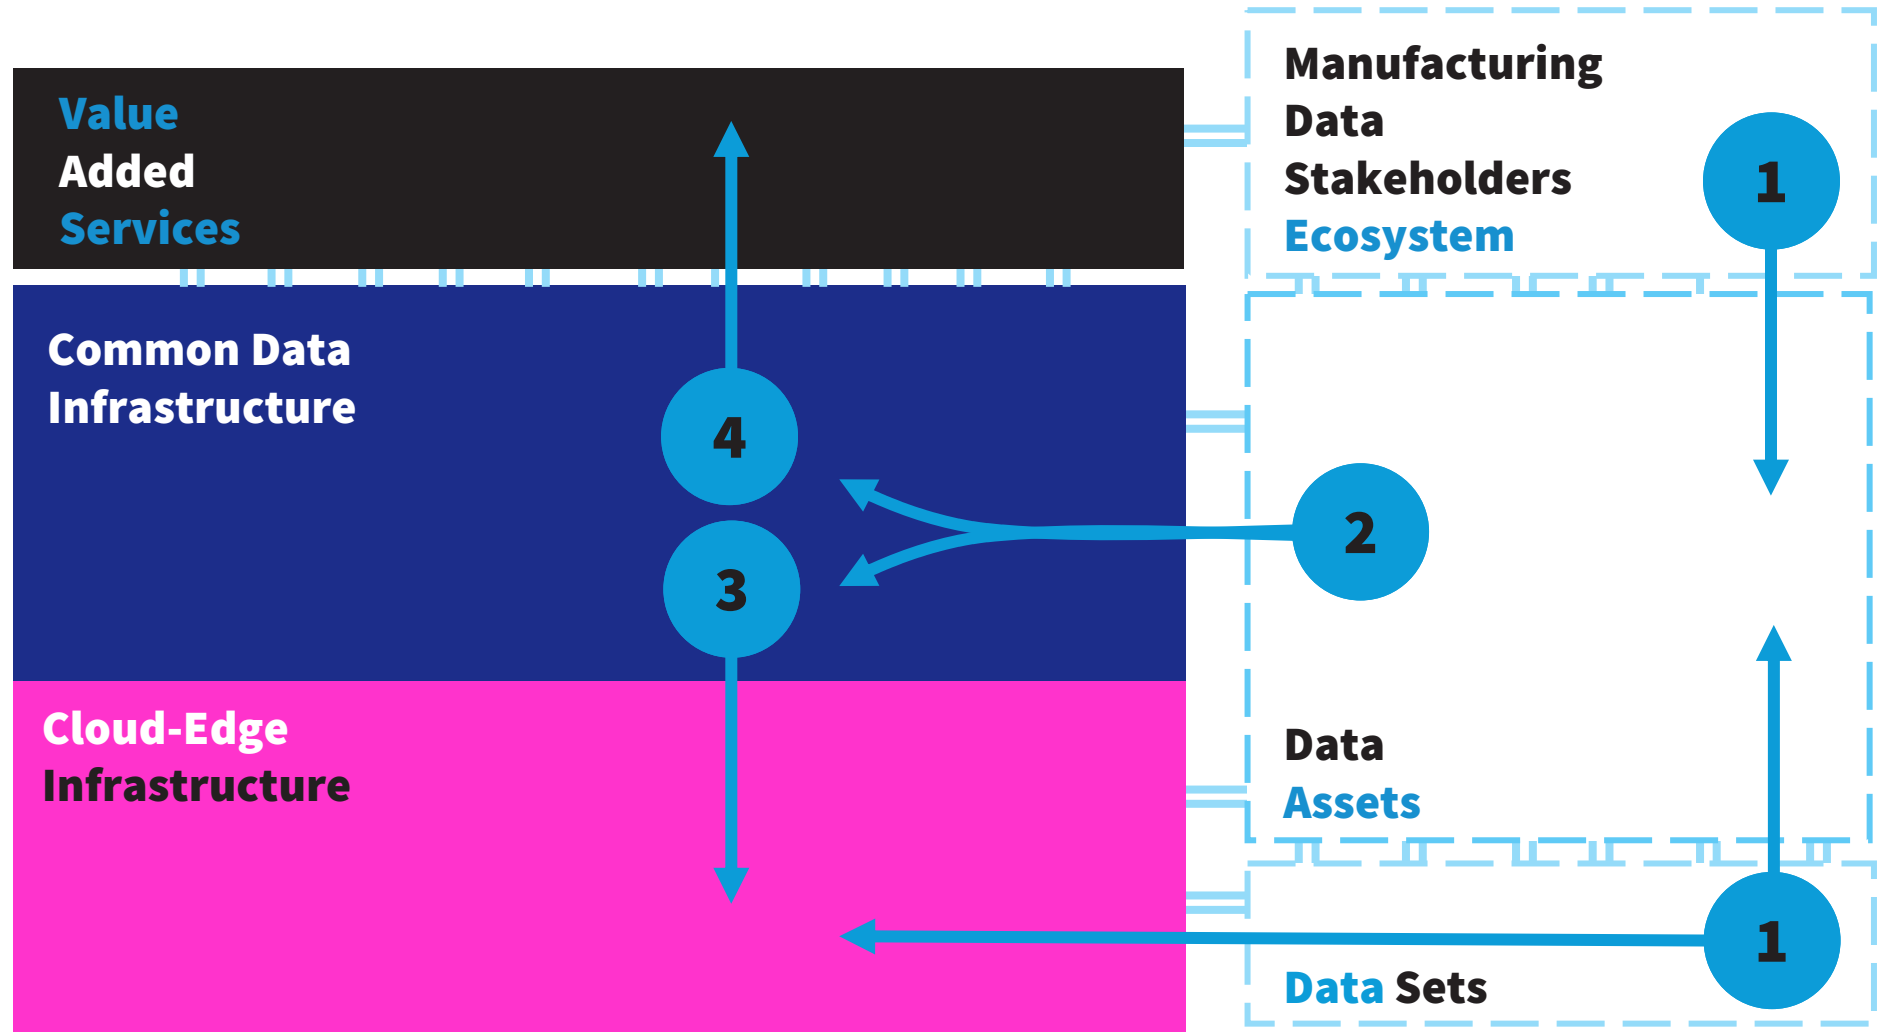 Value
Added
Services
Common Data
Infrastructure
4
3
Cloud-Edge
Infrastructure
Manufacturing
Data
Stakeholders
Ecosystem
1
2
Data
Assets
1
Data Sets